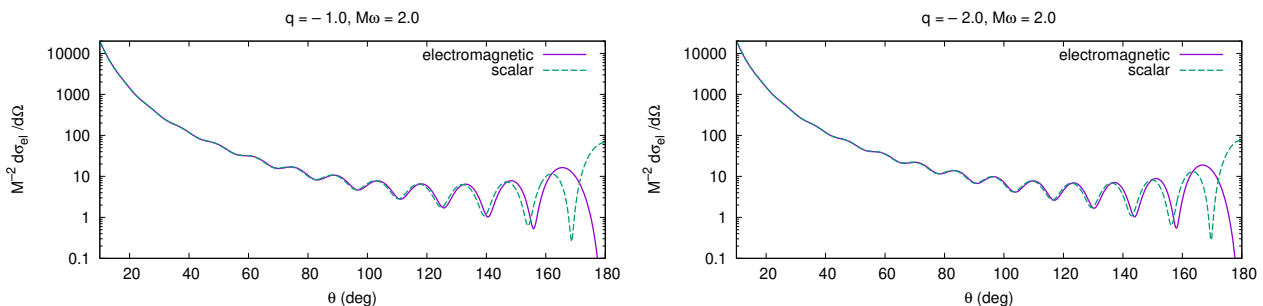 q = – 1.0, Mω = 2.0
M⁻² dσₑₗ /dΩ
10000
1000
100
10
1
0.1
electromagnetic
scalar
20 40 60 80 100 120 140 160 180
θ (deg)
q = – 2.0, Mω = 2.0
M⁻² dσₑₗ /dΩ
10000
1000
100
10
1
0.1
electromagnetic
scalar
20 40 60 80 100 120 140 160 180
θ (deg)